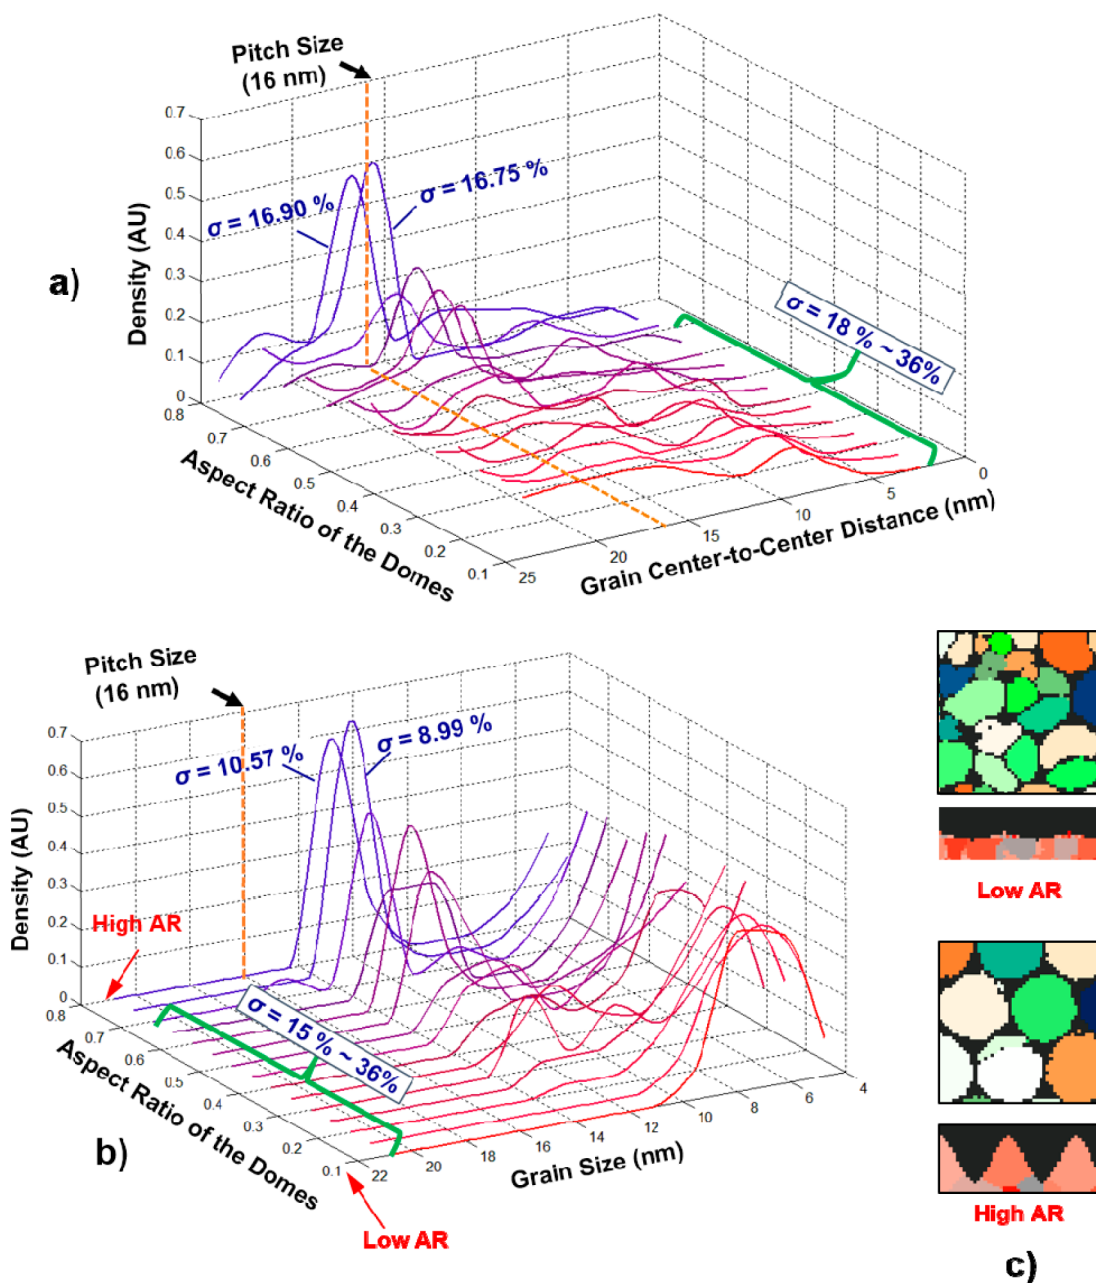 Pitch Size
(16 nm)
0.7
0.6
0.5
0.4
0.3
0.2
0.1
0
Density (AU)
σ = 16.90 %
σ = 16.75 %
a)
σ = 18 % ~ 36%
0.8
0.7
0.6
0.5
0.4
0.3
0.2
0.1
Aspect Ratio of the Domes
25
20
15
10
5
0
Grain Center-to-Center Distance (nm)
Pitch Size
(16 nm)
0.7
0.6
0.5
0.4
0.3
0.2
0.1
0
Density (AU)
σ = 10.57 %
σ = 8.99 %
High AR
σ = 15 % ~ 36%
0.8
0.7
0.6
0.5
0.4
0.3
0.2
0.1
Aspect Ratio of the Domes
22
20
18
16
14
12
10
8
6
4
Grain Size (nm)
b)
Low AR
Low AR
High AR
c)